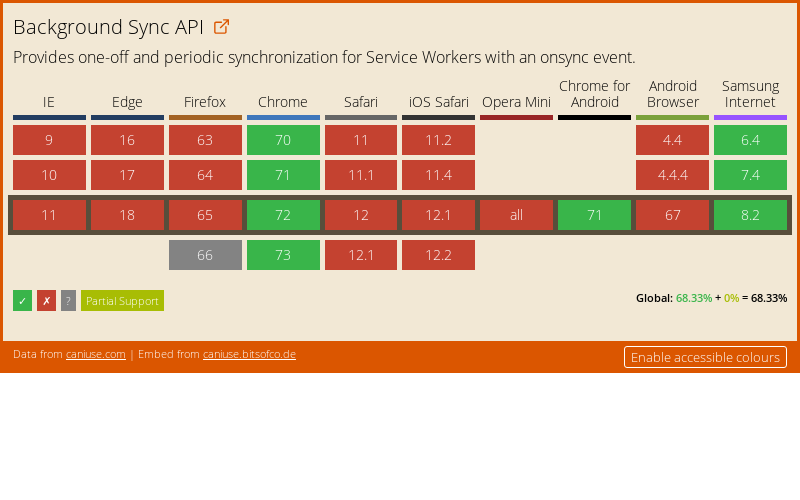 Background Sync API
Provides one-off and periodic synchronization for Service Workers with an onsync event.
IE Edge Firefox Chrome Safari iOS Safari Opera Mini Chrome for Android Android Browser Samsung Internet
9 16 63 70 11 11.2 4.4 6.4
10 17 64 71 11.1 11.4 4.4.4 7.4
11 18 65 72 12 12.1 all 71 67 8.2
66 73 12.1 12.2
✓ ✗ ? Partial Support
Global: 68.33% + 0% = 68.33%
Data from caniuse.com | Embed from caniuse.bitsofco.de
Enable accessible colours